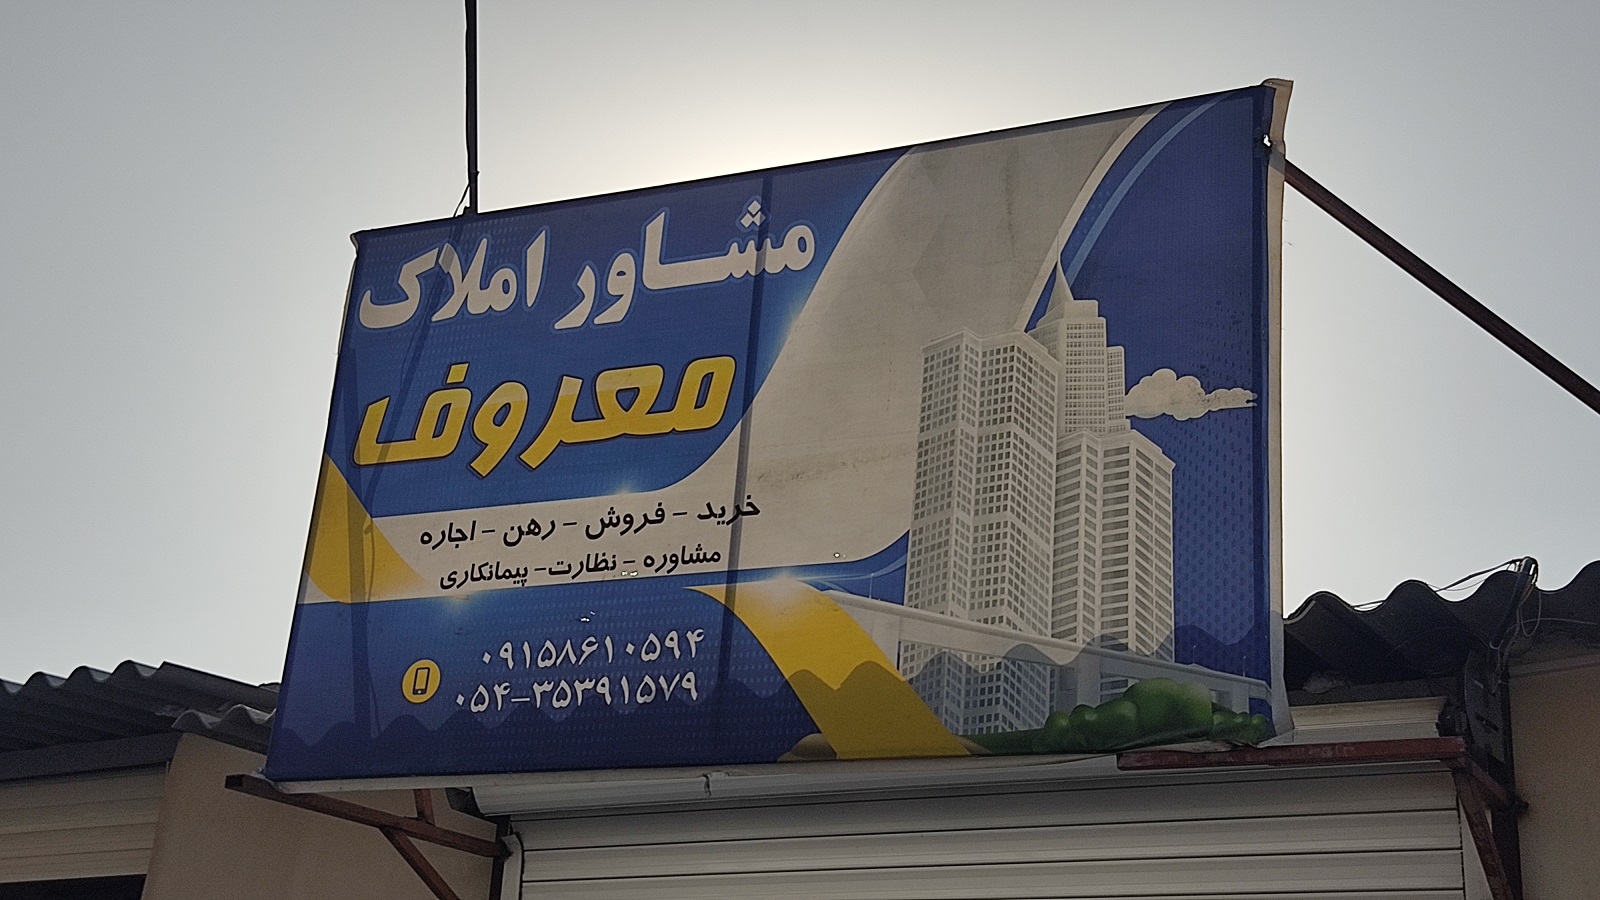 مشاور املاک
معروف
خرید - فروش - رهن - اجاره
مشاوره - نظارت - پیمانکاری
۰۹۱۵۸۶۱۰۵۹۴
۰۵۴-۳۵۳۹۱۵۷۹